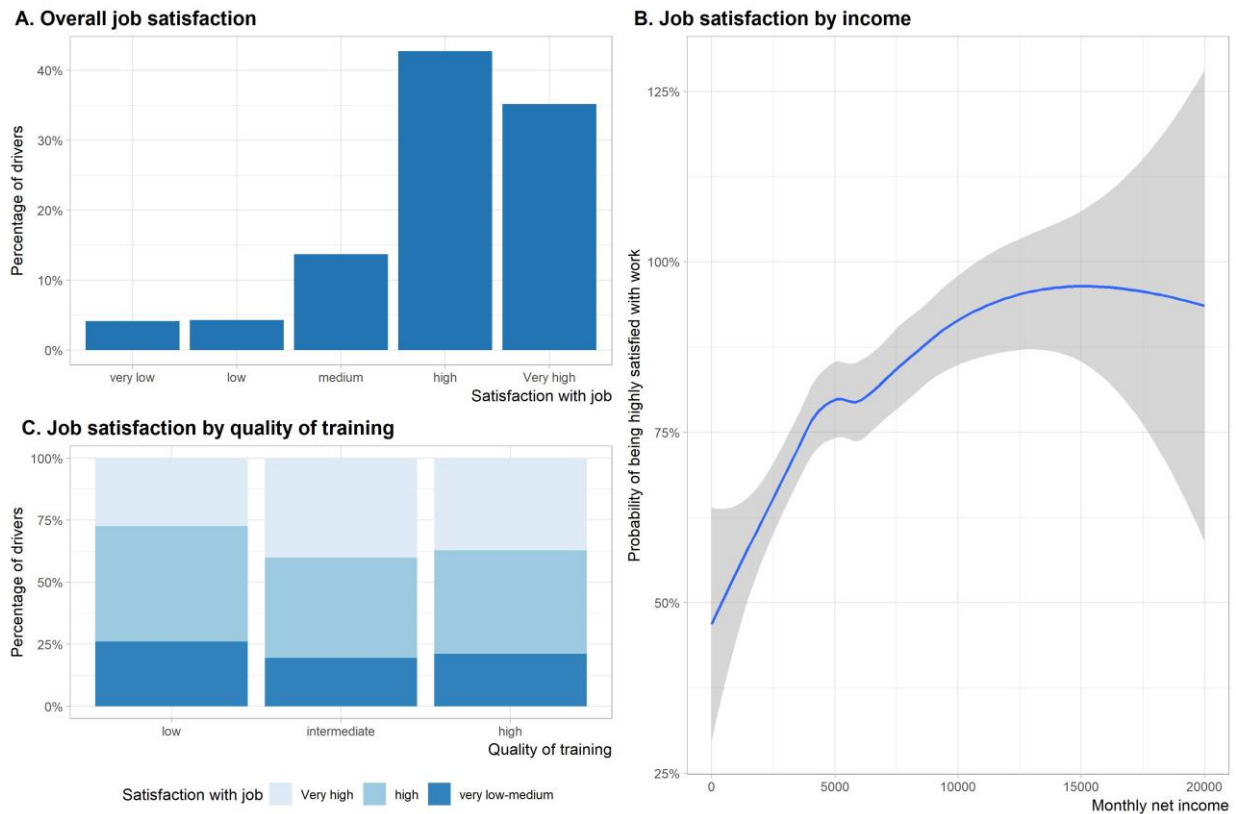 A. Overall job satisfaction
Percentage of drivers
40%
30%
20%
10%
0%
very low low medium high Very high
Satisfaction with job
C. Job satisfaction by quality of training
Percentage of drivers
100%
75%
50%
25%
0%
low intermediate high
Quality of training
Satisfaction with job Very high high very low-medium
B. Job satisfaction by income
Probability of being highly satisfied with work
125%
100%
75%
50%
25%
0 5000 10000 15000 20000
Monthly net income